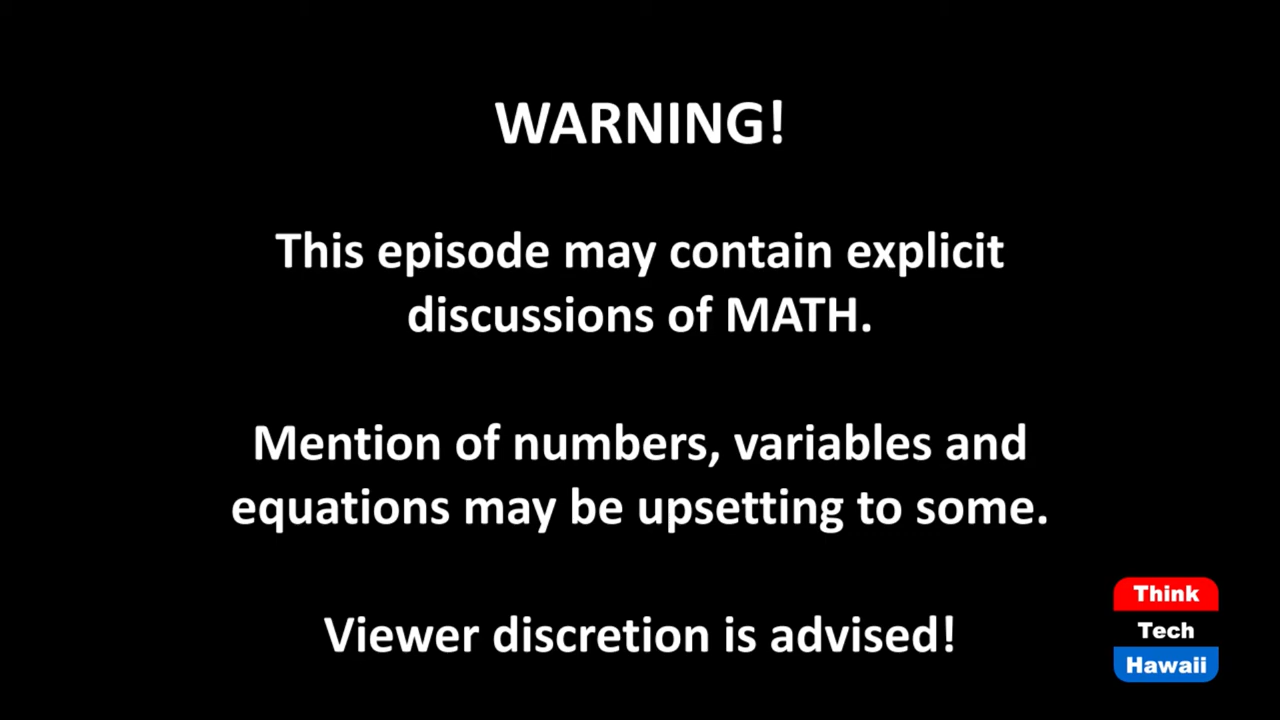 WARNING!
This episode may contain explicit
discussions of MATH.
Mention of numbers, variables and
equations may be upsetting to some.
Viewer discretion is advised!
Think
Tech
Hawaii